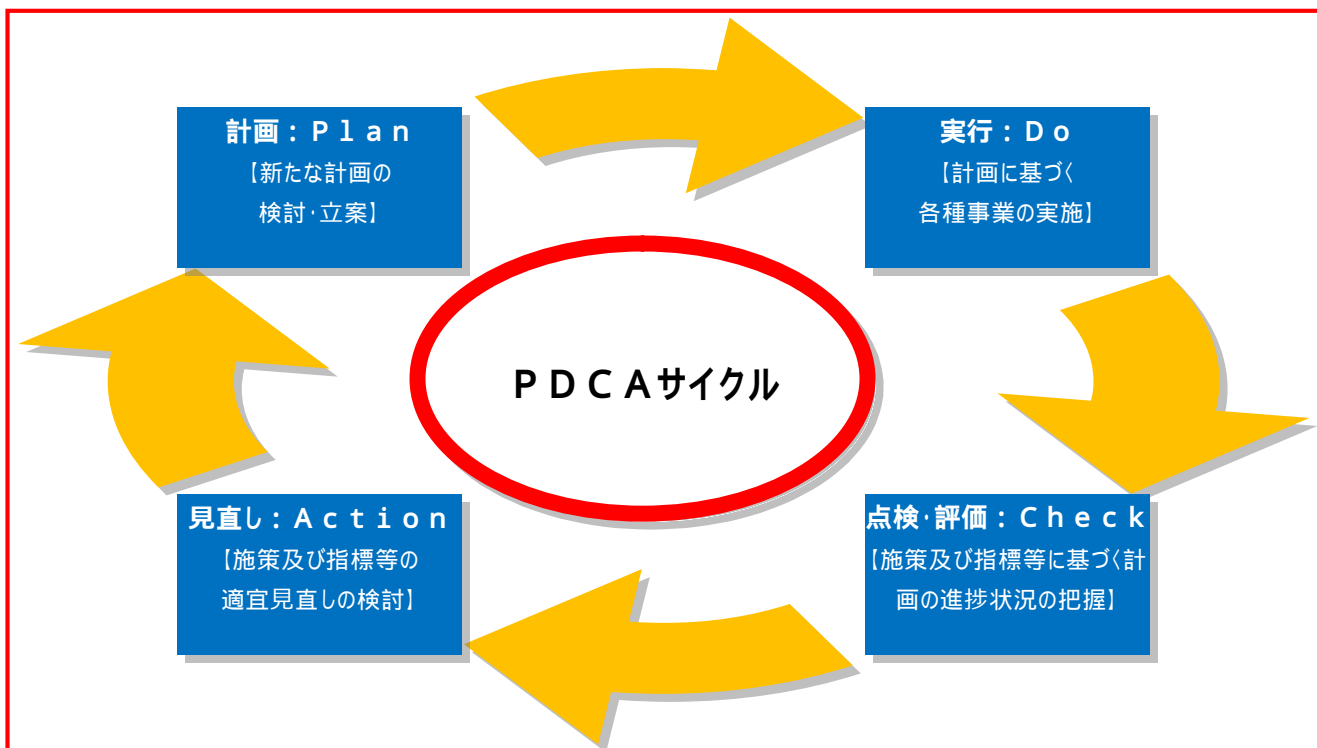 計画：Ｐｌａｎ
【新たな計画の
検討・立案】
実行：Ｄｏ
【計画に基づく
各種事業の実施】
ＰＤＣＡサイクル
見直し：Ａｃｔｉｏｎ
【施策及び指標等の
適宜見直しの検討】
点検・評価：Ｃｈｅｃｋ
【施策及び指標等に基づく計
画の進捗状況の把握】